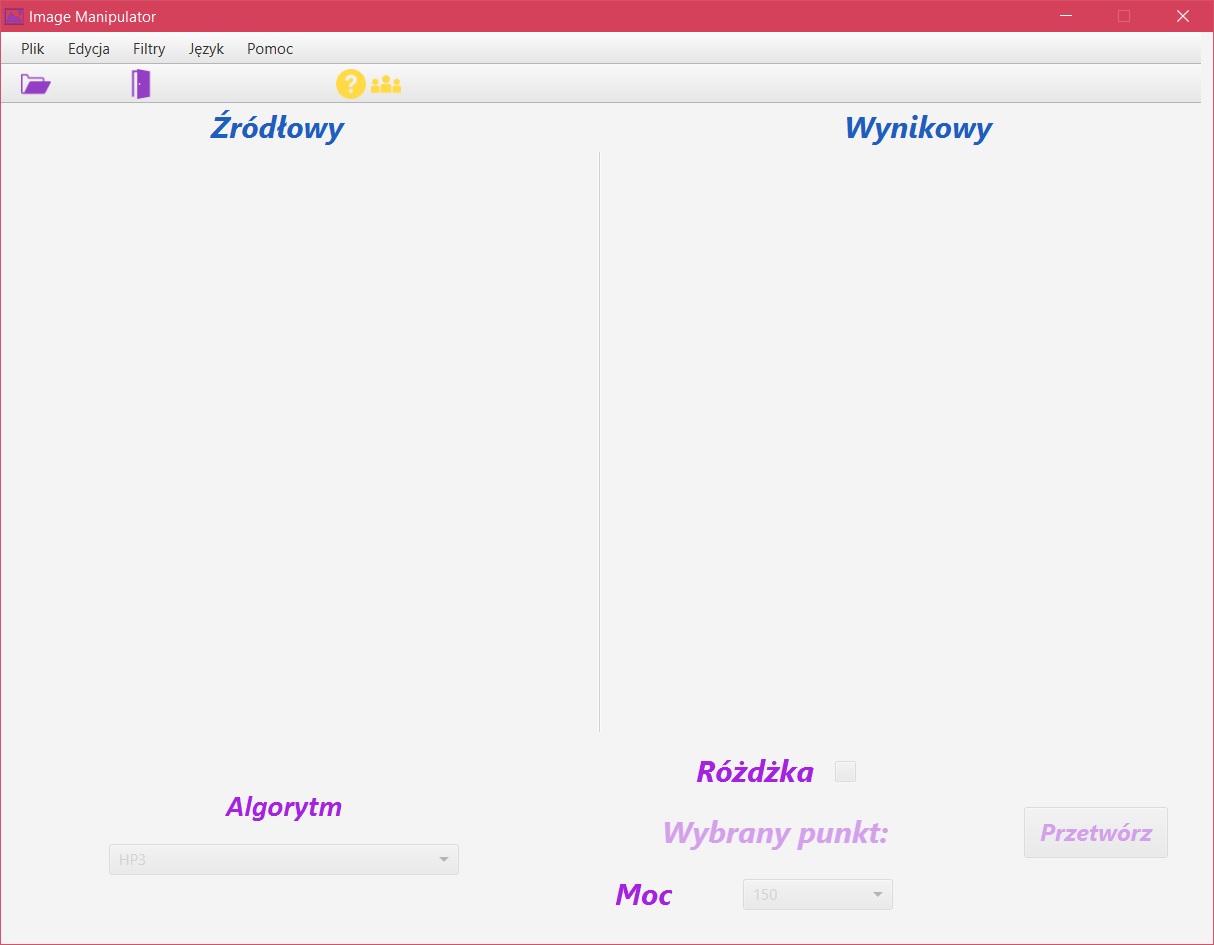 Image Manipulator
Plik Edycja Filtry Język Pomoc
?
Źródłowy Wynikowy
Różdżka
Algorytm
Wybrany punkt: Przetwórz
HP3
Moc 150